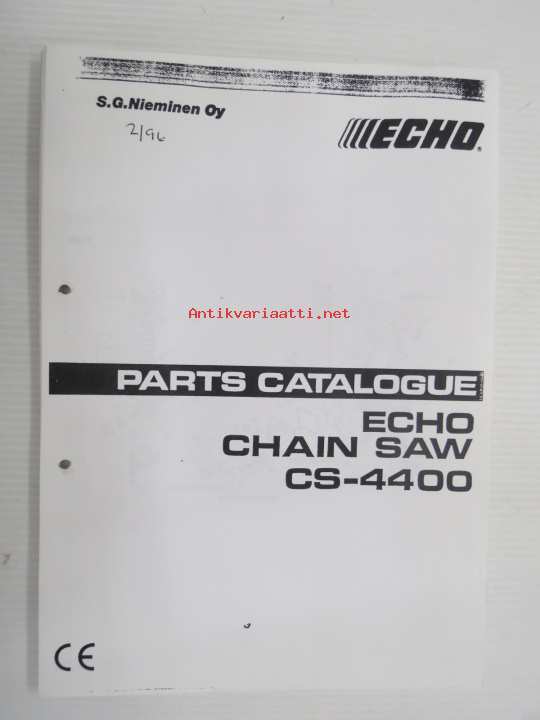 S.G.Nieminen Oy
2/96
ECHO®
Antikvariaatti.net
PARTS CATALOGUE
ECHO
CHAIN SAW
CS-4400
CE